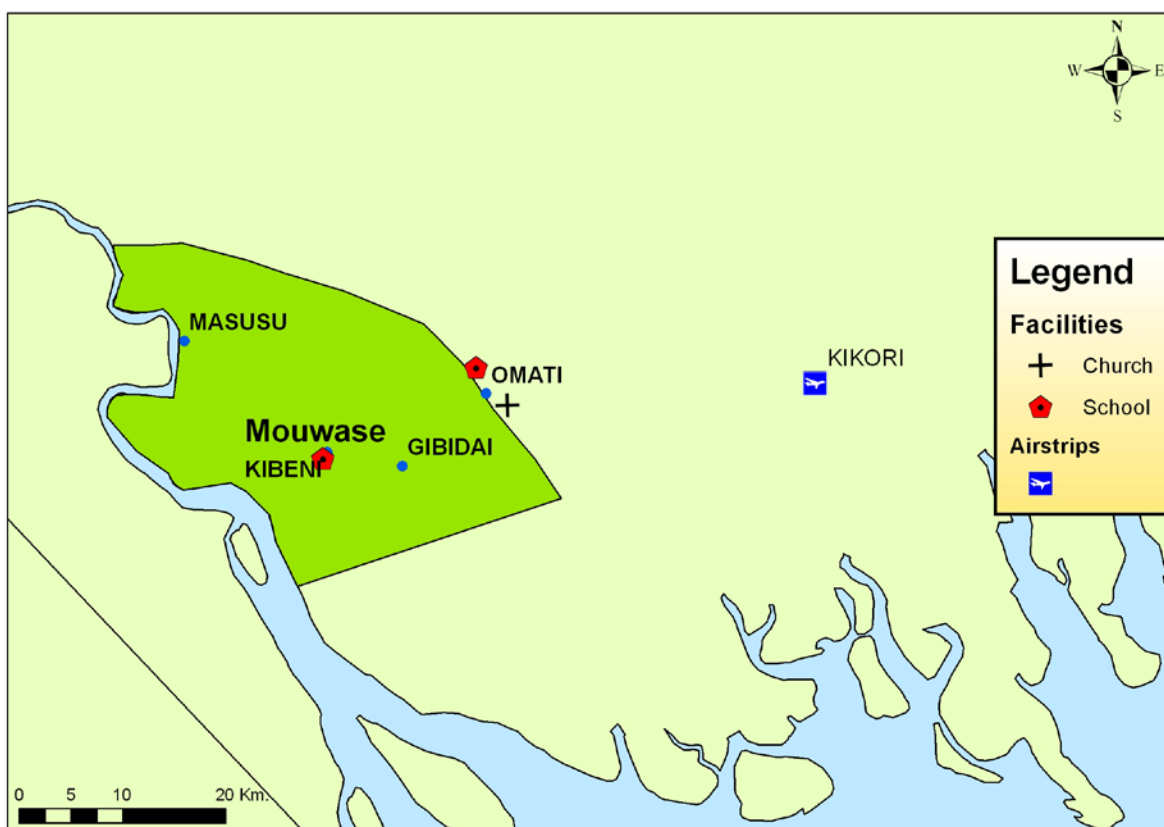 N
W E
S
Legend
Facilities
Church
School
Airstrips
MASUSU
KIKORI
OMATI
Mouwase
GIBIDAI
KIBENI
0 5 10 20 Km.